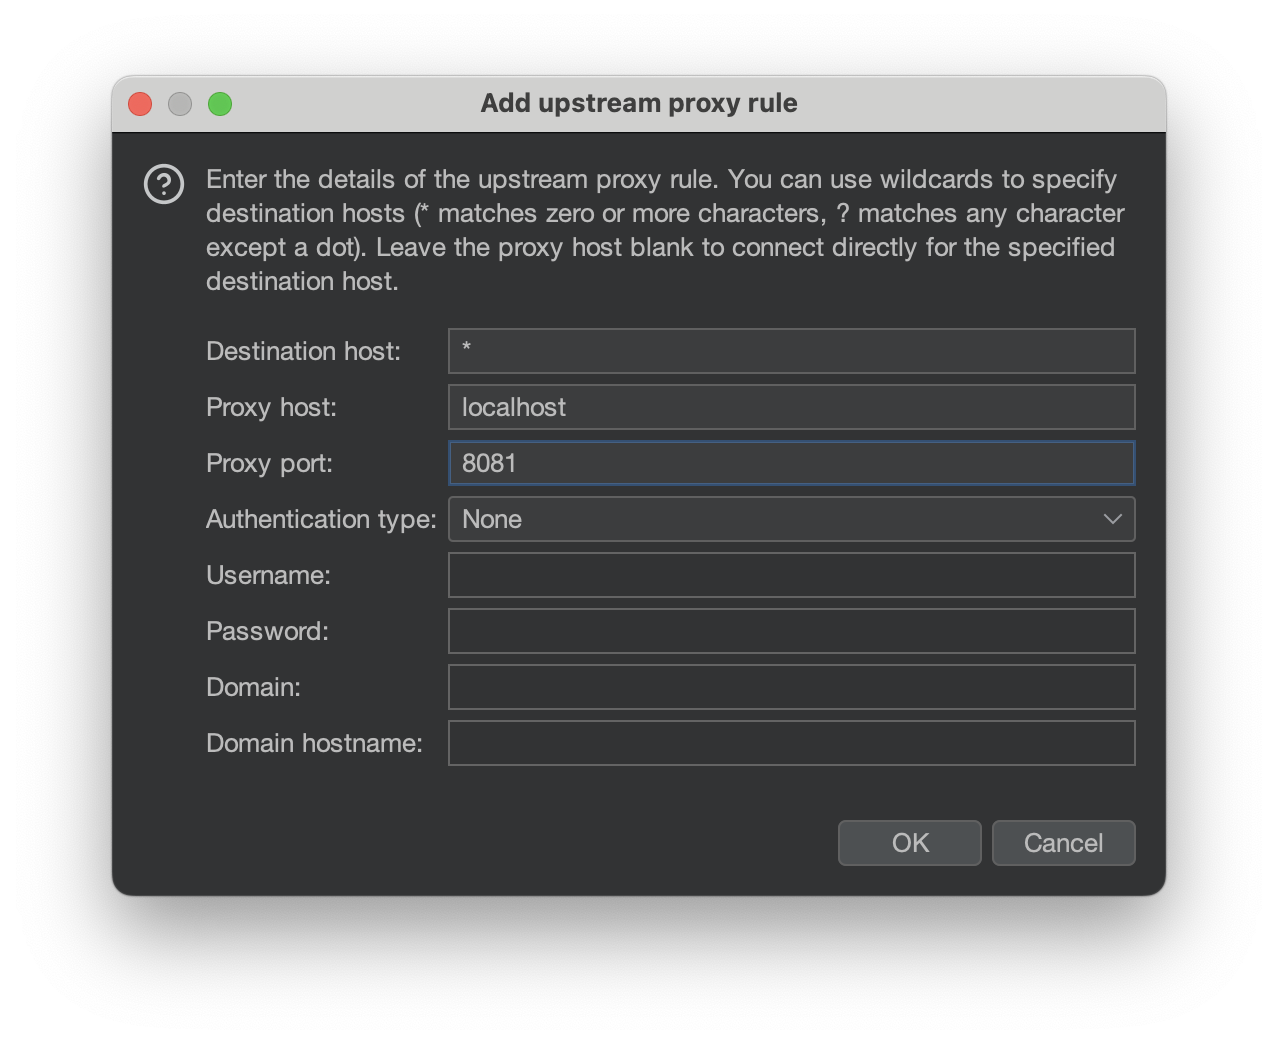 Add upstream proxy rule
Enter the details of the upstream proxy rule. You can use wildcards to specify
destination hosts (* matches zero or more characters, ? matches any character
except a dot). Leave the proxy host blank to connect directly for the specified
destination host.
Destination host: *
Proxy host: localhost
Proxy port: 8081
Authentication type: None
Username:
Password:
Domain:
Domain hostname:
OK Cancel